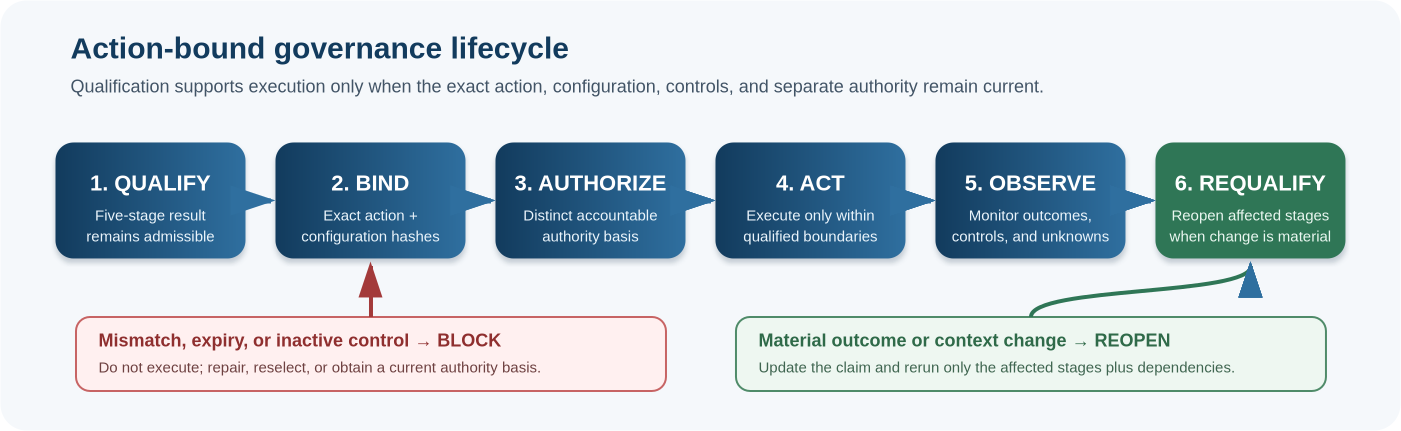 Action-bound governance lifecycle
Qualification supports execution only when the exact action, configuration, controls, and separate authority remain current.
1. QUALIFY
Five-stage result
remains admissible
2. BIND
Exact action +
configuration hashes
3. AUTHORIZE
Distinct accountable
authority basis
4. ACT
Execute only within
qualified boundaries
5. OBSERVE
Monitor outcomes,
controls, and unknowns
6. REQUALIFY
Reopen affected stages
when change is material
Mismatch, expiry, or inactive control → BLOCK
Do not execute; repair, reselect, or obtain a current authority basis.
Material outcome or context change → REOPEN
Update the claim and rerun only the affected stages plus dependencies.